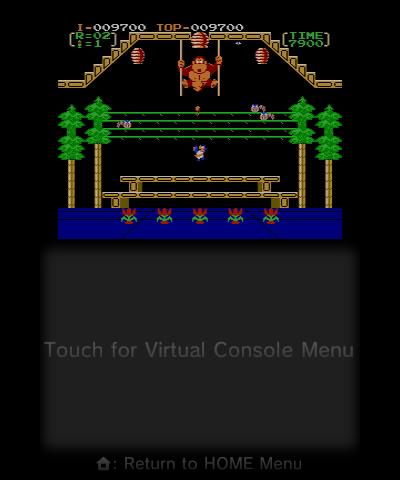 I-009700 TOP-009700
R=02 TIME
=1 7900
Touch for Virtual Console Menu
: Return to HOME Menu